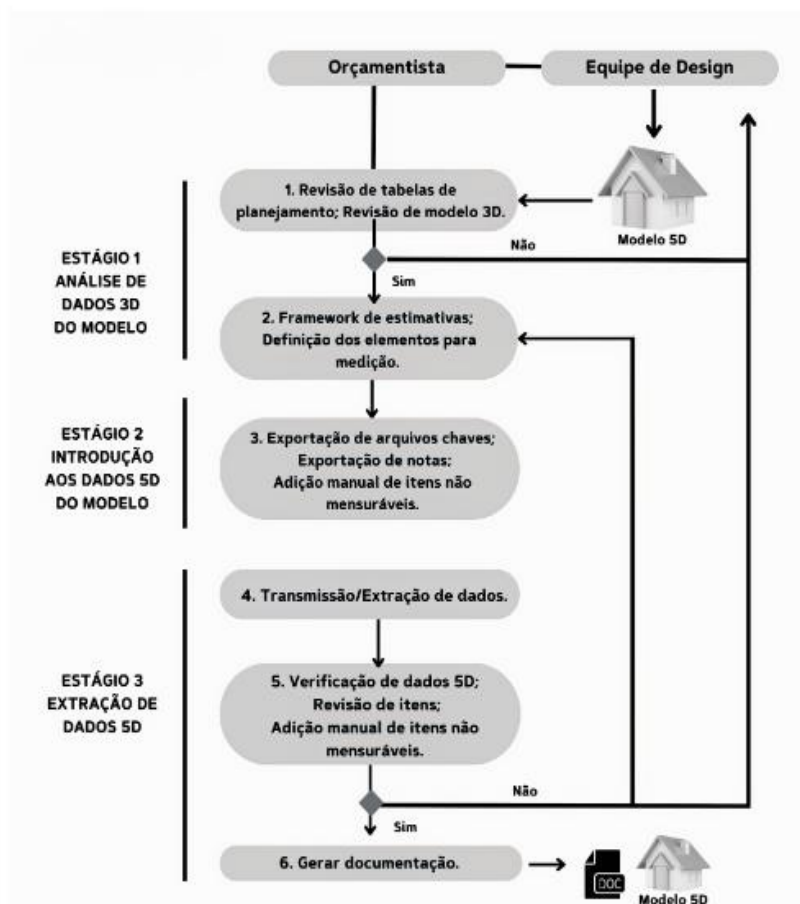 Orçamentista
Equipe de Design
1. Revisão de tabelas de
planejamento; Revisão de modelo 3D.
Modelo 5D
Não
Sim
ESTÁGIO 1
ANÁLISE DE
DADOS 3D
DO MODELO
2. Framework de estimativas;
Definição dos elementos para
medição.
ESTÁGIO 2
INTRODUÇÃO
AOS DADOS 5D
DO MODELO
3. Exportação de arquivos chaves;
Exportação de notas;
Adição manual de itens não
mensuráveis.
4. Transmissão/Extração de dados.
ESTÁGIO 3
EXTRAÇÃO DE
DADOS 5D
5. Verificação de dados 5D;
Revisão de itens;
Adição manual de itens não
mensuráveis.
Não
Sim
6. Gerar documentação.
DOC
Modelo 5D